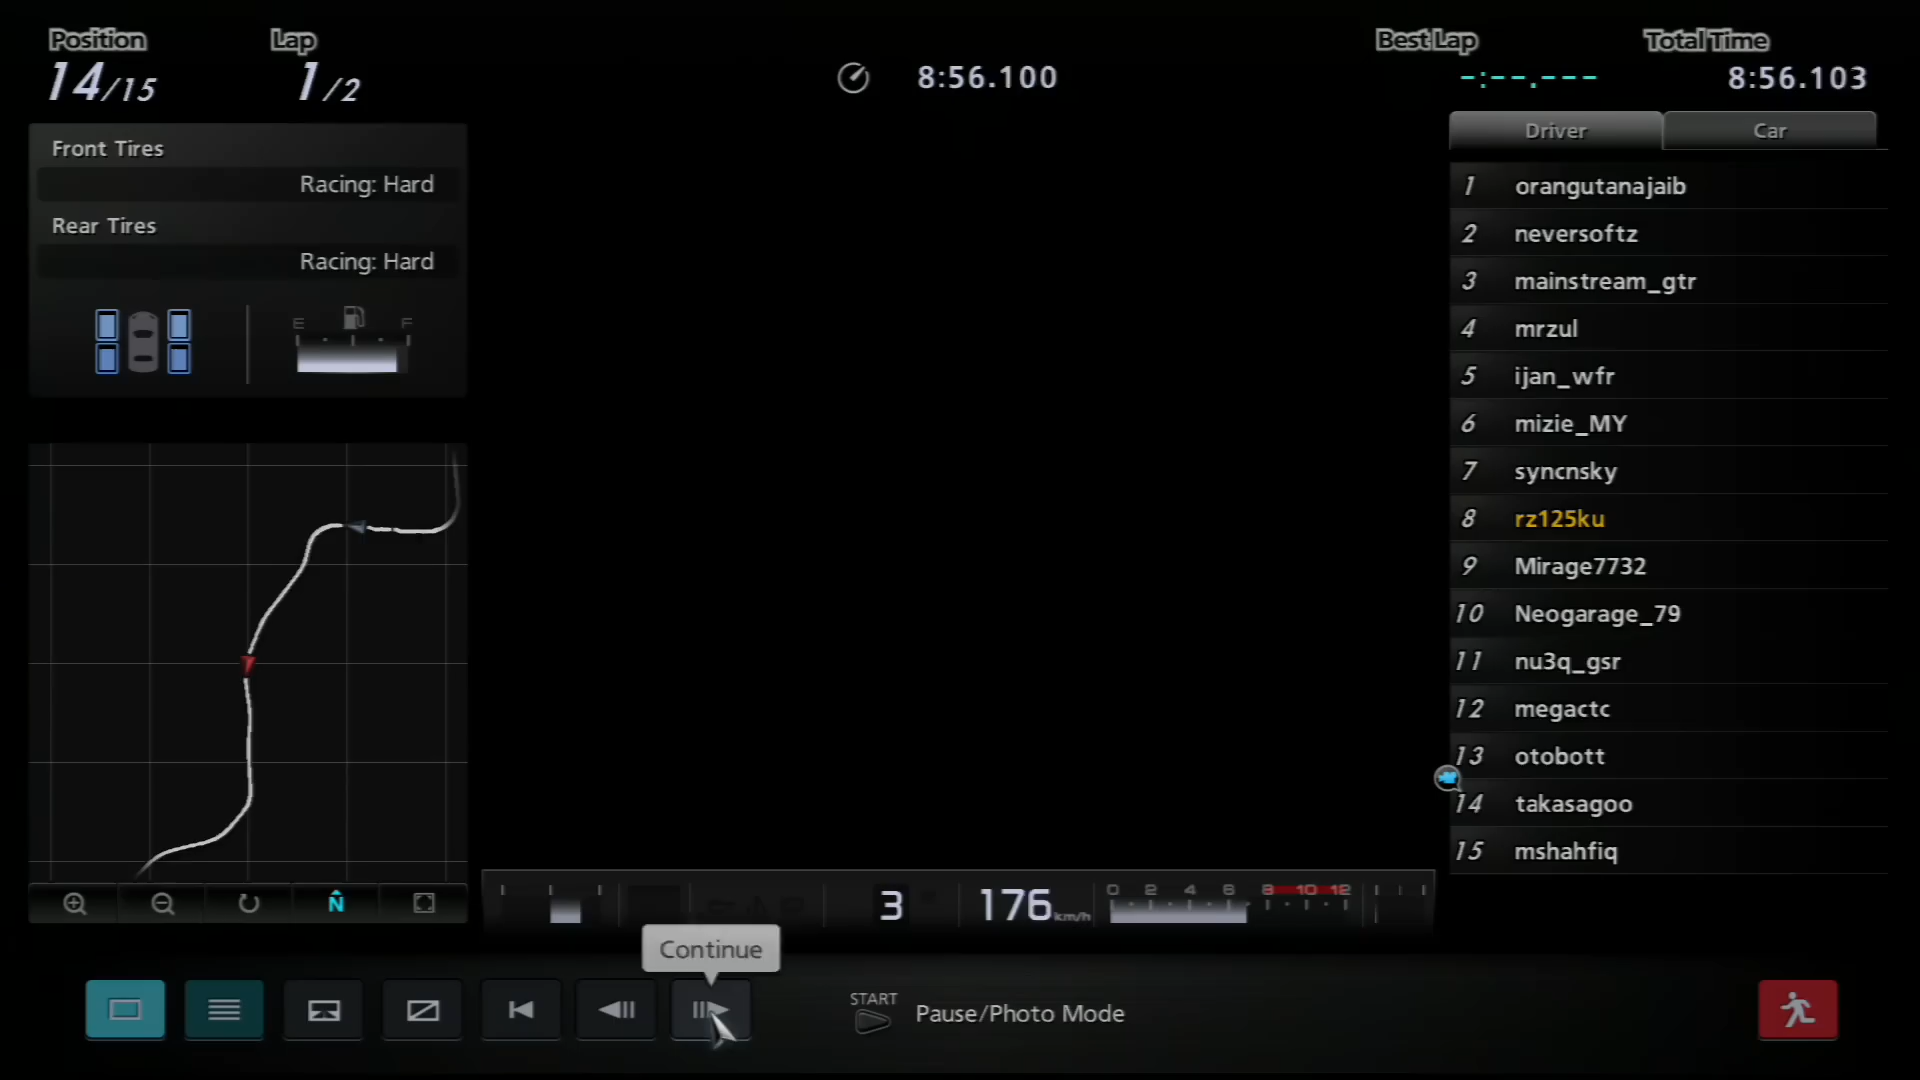 Position
Lap
Best Lap
Total Time
14/15
1/2
8:56.100
-:--.---
8:56.103
Driver
Car
Front Tires
Racing: Hard
Rear Tires
Racing: Hard
E
F
1 orangutanajaib
2 neversoftz
3 mainstream_gtr
4 mrzul
5 ijan_wfr
6 mizie_MY
7 syncnsky
8 rz125ku
9 Mirage7732
10 Neogarage_79
11 nu3q_gsr
12 megactc
13 otobott
14 takasagoo
15 mshahfiq
N
3
176 km/h
0 2 4 6 8 10 12
Continue
START
Pause/Photo Mode